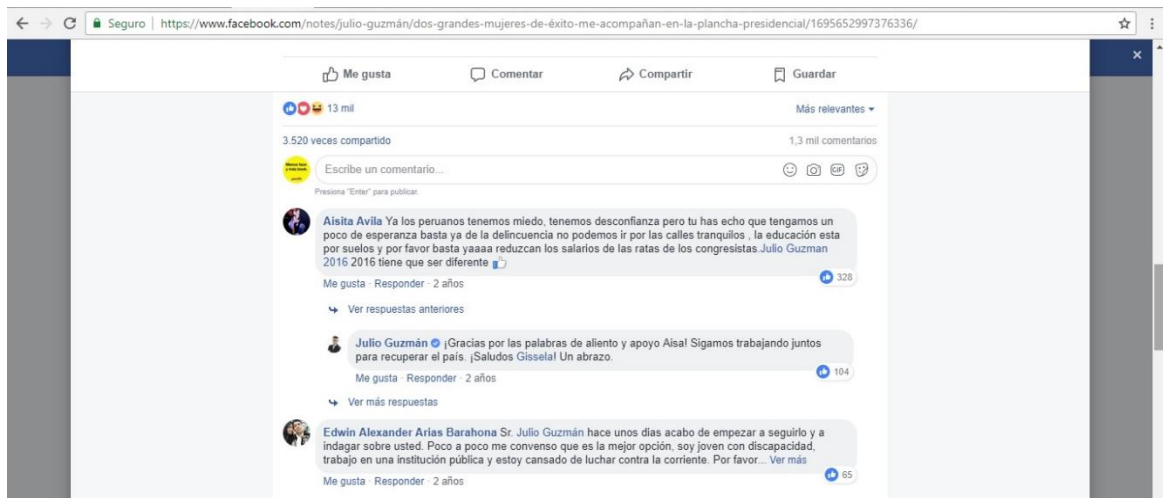 Seguro | https://www.facebook.com/notes/julio-guzmán/dos-grandes-mujeres-de-éxito-me-acompañan-en-la-plancha-presidencial/1695652997376336/
Me gusta Comentar Compartir Guardar
13 mil Más relevantes
3.520 veces compartido 1,3 mil comentarios
Escribe un comentario... GIF
Presiona "Enter" para publicar.
Aisita Avila Ya los peruanos tenemos miedo, tenemos desconfianza pero tu has echo que tengamos un
poco de esperanza basta ya de la delincuencia no podemos ir por las calles tranquilos , la educación esta
por suelos y por favor basta yaaaa reduzcan los salarios de las ratas de los congresistas.Julio Guzman
2016 2016 tiene que ser diferente
328
Me gusta · Responder · 2 años
Ver respuestas anteriores
Julio Guzmán ¡Gracias por las palabras de aliento y apoyo Aisa! Sigamos trabajando juntos
para recuperar el país. ¡Saludos Gissela! Un abrazo.
104
Me gusta · Responder · 2 años
Ver más respuestas
Edwin Alexander Arias Barahona Sr. Julio Guzmán hace unos días acabo de empezar a seguirlo y a
indagar sobre usted. Poco a poco me convenso que es la mejor opción, soy joven con discapacidad,
trabajo en una institución pública y estoy cansado de luchar contra la corriente. Por favor... Ver más
65
Me gusta · Responder · 2 años